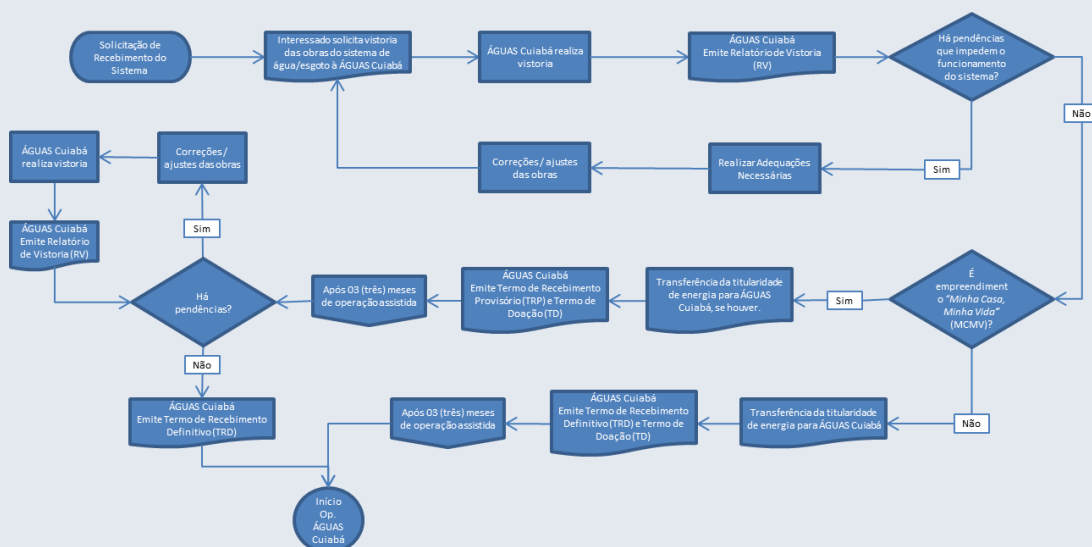 Solicitação de
Recebimento do
Sistema
Interessado solicita vistoria
das obras do sistema de
água/esgoto à ÁGUAS Cuiabá
ÁGUAS Cuiabá realiza
vistoria
ÁGUAS Cuiabá
Emite Relatório de Vistoria
(RV)
Há pendências
que impedem o
funcionamento
do sistema?
Não
Sim
Realizar Adequações
Necessárias
Correções / ajustes
das obras
ÁGUAS Cuiabá
realiza vistoria
Correções /
ajustes das obras
Sim
ÁGUAS Cuiabá
Emite Relatório
de Vistoria (RV)
Há
pendências?
Após 03 (três) meses
de operação assistida
ÁGUAS Cuiabá
Emite Termo de Recebimento
Provisório (TRP) e Termo de
Doação (TD)
Transferência da titularidade
de energia para ÁGUAS
Cuiabá, se houver.
Sim
É
empreendiment
o "Minha Casa,
Minha Vida"
(MCMV)?
Não
ÁGUAS Cuiabá
Emite Termo de Recebimento
Definitivo (TRD)
Após 03 (três) meses
de operação assistida
ÁGUAS Cuiabá
Emite Termo de Recebimento
Definitivo (TRD) e Termo de
Doação (TD)
Transferência da titularidade
de energia para ÁGUAS Cuiabá
Não
Início
Op.
ÁGUAS
Cuiabá